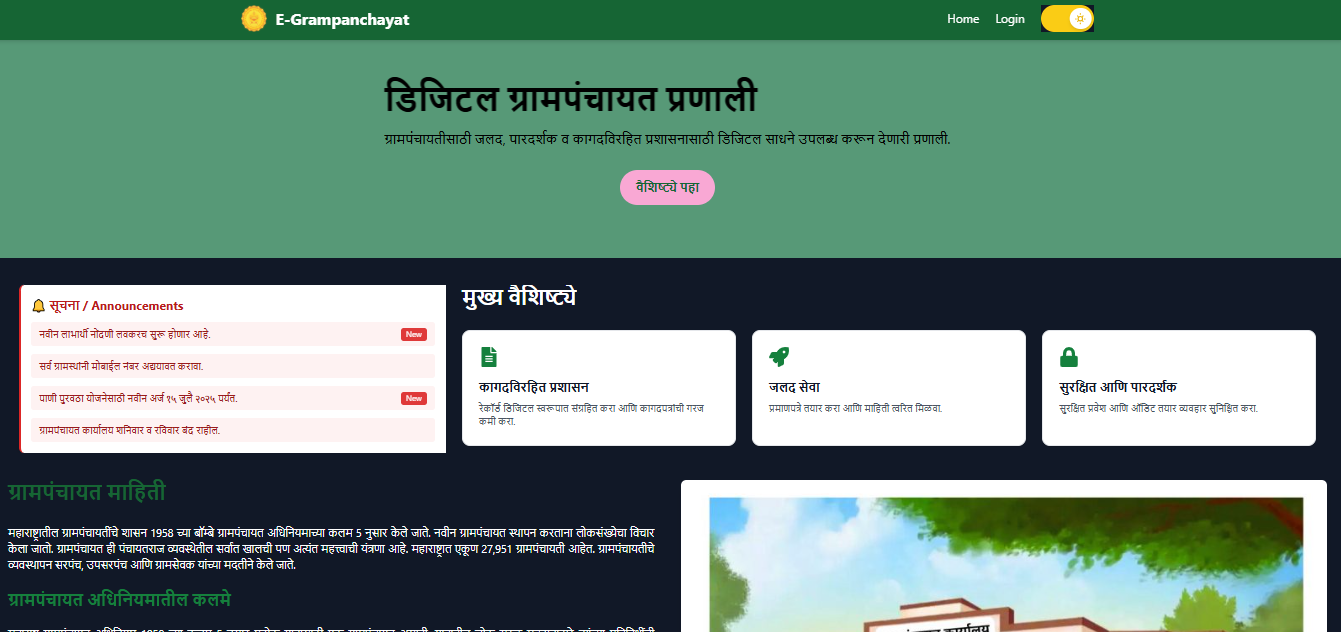 E-Grampanchayat
Home
Login
डिजिटल ग्रामपंचायत प्रणाली
ग्रामपंचायतीसाठी जलद, पारदर्शक व कागदविरहित प्रशासनासाठी डिजिटल साधने उपलब्ध करून देणारी प्रणाली.
वैशिष्ट्ये पहा
सूचना / Announcements
नवीन लाभार्थी नोंदणी लवकरच सुरू होणार आहे.
New
सर्व ग्रामस्थांनी मोबाईल नंबर अद्ययावत करावा.
पाणी पुरवठा योजनेसाठी नवीन अर्ज १५ जुलै २०२५ पर्यंत.
New
ग्रामपंचायत कार्यालय शनिवार व रविवार बंद राहील.
मुख्य वैशिष्ट्ये
कागदविरहित प्रशासन
रेकॉर्ड डिजिटल स्वरूपात संग्रहित करा आणि कागदपत्रांची गरज
कमी करा.
जलद सेवा
प्रमाणपत्रे तयार करा आणि माहिती त्वरित मिळवा.
सुरक्षित आणि पारदर्शक
सुरक्षित प्रवेश आणि ऑडिट तयार व्यवहार सुनिश्चित करा.
ग्रामपंचायत माहिती
महाराष्ट्रातील ग्रामपंचायतींचे शासन 1958 च्या बॉम्बे ग्रामपंचायत अधिनियमाच्या कलम 5 नुसार केले जाते. नवीन ग्रामपंचायत स्थापन करताना लोकसंख्येचा विचार
केला जातो. ग्रामपंचायत ही पंचायतराज व्यवस्थेतील सर्वात खालची पण अत्यंत महत्त्वाची यंत्रणा आहे. महाराष्ट्रात एकूण 27,951 ग्रामपंचायती आहेत. ग्रामपंचायतीचे
व्यवस्थापन सरपंच, उपसरपंच आणि ग्रामसेवक यांच्या मदतीने केले जाते.
ग्रामपंचायत अधिनियमातील कलमे